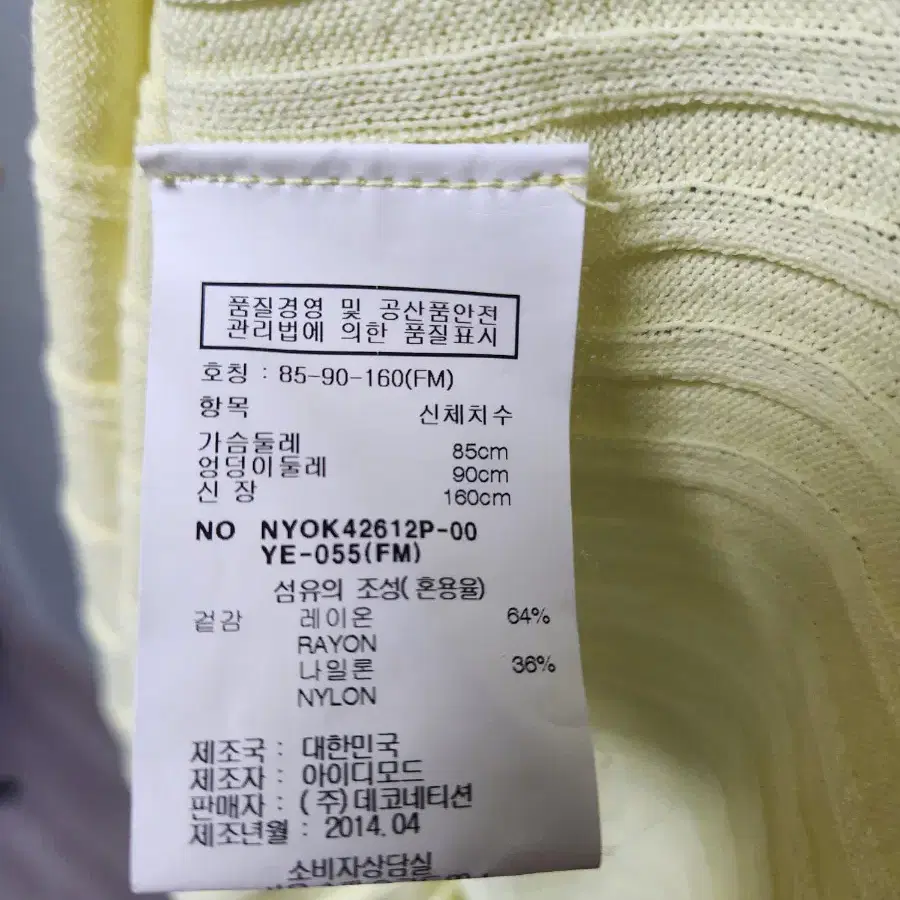 품질경영 및 공산품안전
관리법에 의한 품질표시
호칭 : 85-90-160(FM)
항목 신체치수
가슴둘레 85cm
엉덩이둘레 90cm
신 장 160cm
NO NYOK42612P-00
YE-055(FM)
섬유의 조성(혼용율)
겉감 레이온 64%
RAYON
나일론 36%
NYLON
제조국 : 대한민국
제조자 : 아이디모드
판매자 : (주)데코네티션
제조년월 : 2014.04
소비자상담실